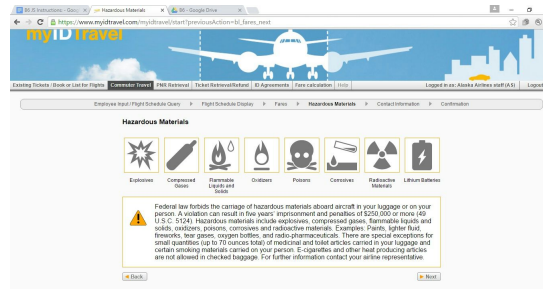 B6 JS Instructions - Googl
Hazardous Materials
B6 - Google Drive
https://www.myidtravel.com/myidtravel/start?previousAction=bl_fares_next
myIDTravel
Existing Tickets / Book or List for Flights Commuter Travel PNR Retrieval Ticket Retrieval/Refund ID Agreements Fare calculation Help Logged in as: Alaska Airlines staff (AS) Logout
Employee Input / Flight Schedule Query Flight Schedule Display Fares Hazardous Materials Contact Information Confirmation
Hazardous Materials
Explosives
Compressed Gases
Flammable Liquids and Solids
Oxidizers
Poisons
Corrosives
Radioactive Materials
Lithium Batteries
Federal law forbids the carriage of hazardous materials aboard aircraft in your luggage or on your
person. A violation can result in five years' imprisonment and penalties of $250,000 or more (49
U.S.C. 5124). Hazardous materials include explosives, compressed gases, flammable liquids and
solids, oxidizers, poisons, corrosives and radioactive materials. Examples: Paints, lighter fluid,
fireworks, tear gases, oxygen bottles, and radio-pharmaceuticals. There are special exceptions for
small quantities (up to 70 ounces total) of medicinal and toilet articles carried in your luggage and
certain smoking materials carried on your person. E-cigarettes and other heat producing articles
are not allowed in checked baggage. For further information contact your airline representative
Back
Next